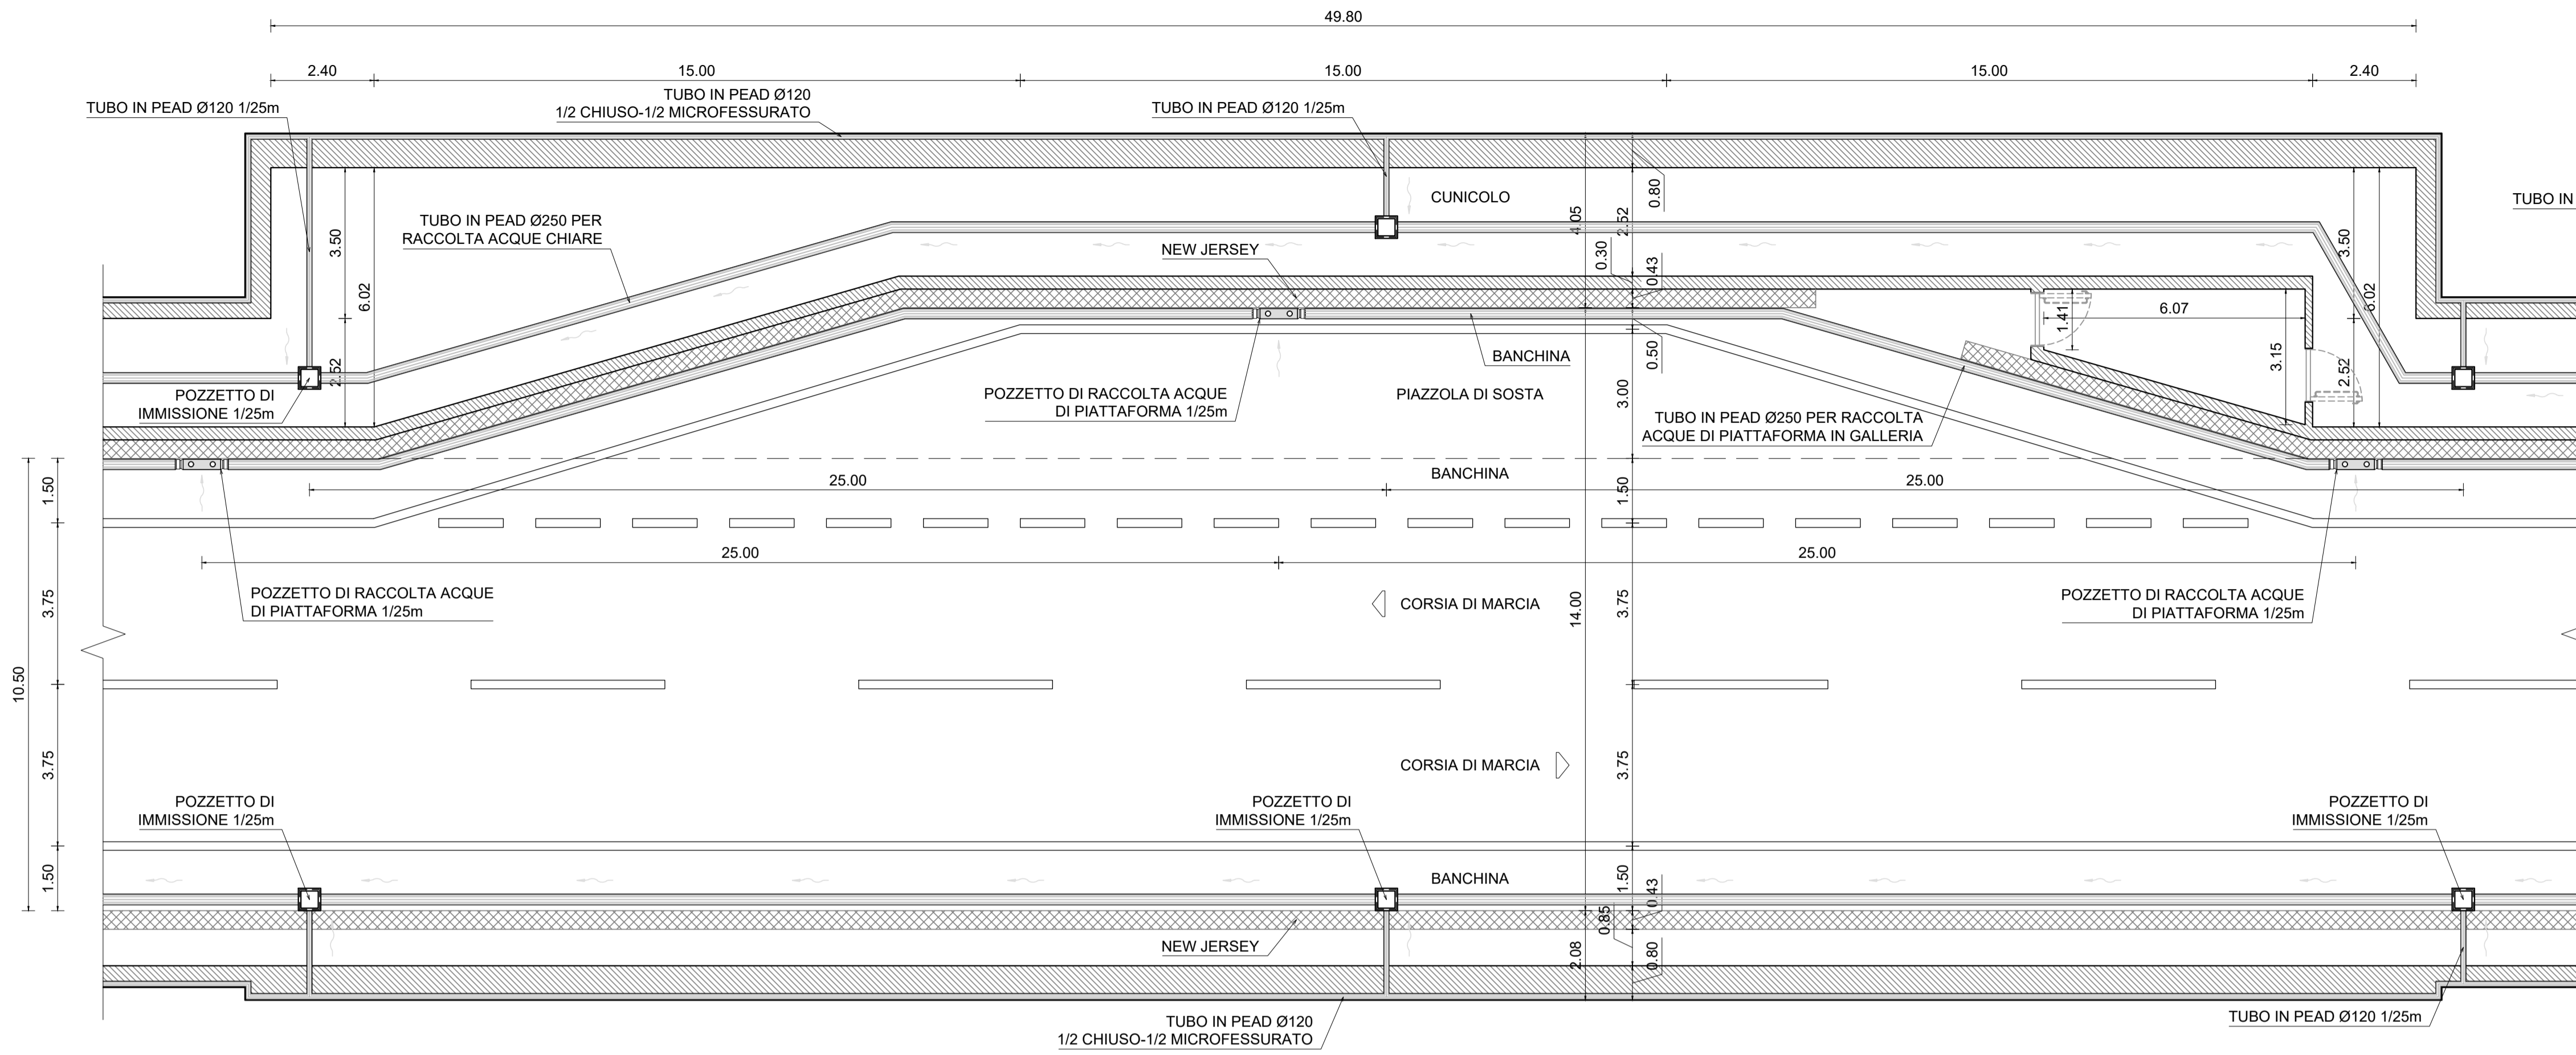 49.80
2.40
15.00
15.00
15.00
2.40
TUBO IN PEAD Ø120 1/25m
TUBO IN PEAD Ø120
1/2 CHIUSO-1/2 MICROFESSURATO
TUBO IN PEAD Ø120 1/25m
TUBO IN
0.80
CUNICOLO
4.05
2.52
TUBO IN PEAD Ø250 PER
RACCOLTA ACQUE CHIARE
3.50
6.02
2.52
NEW JERSEY
0.30
0.43
3.50
6.02
6.07
1.41
3.15
2.52
BANCHINA
0.50
POZZETTO DI
IMMISSIONE 1/25m
POZZETTO DI RACCOLTA ACQUE
DI PIATTAFORMA 1/25m
PIAZZOLA DI SOSTA
3.00
TUBO IN PEAD Ø250 PER RACCOLTA
ACQUE DI PIATTAFORMA IN GALLERIA
BANCHINA
1.50
25.00
1.50
25.00
25.00
25.00
POZZETTO DI RACCOLTA ACQUE
DI PIATTAFORMA 1/25m
3.75
14.00
CORSIA DI MARCIA
3.75
POZZETTO DI RACCOLTA ACQUE
DI PIATTAFORMA 1/25m
10.50
3.75
CORSIA DI MARCIA
3.75
POZZETTO DI
IMMISSIONE 1/25m
POZZETTO DI
IMMISSIONE 1/25m
POZZETTO DI
IMMISSIONE 1/25m
1.50
BANCHINA
1.50
0.43
0.85
NEW JERSEY
2.08
0.80
TUBO IN PEAD Ø120
1/2 CHIUSO-1/2 MICROFESSURATO
TUBO IN PEAD Ø120 1/25m